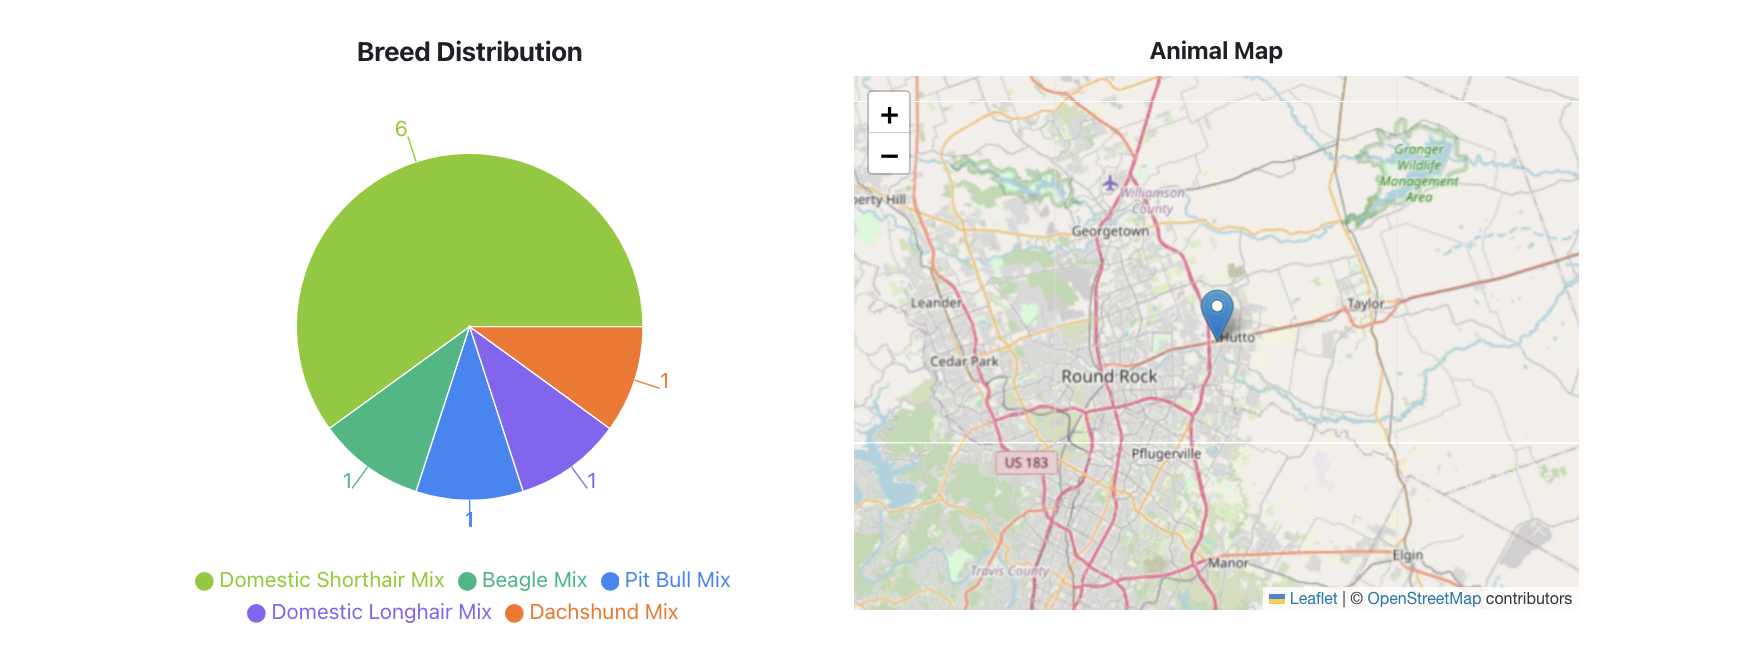 Breed Distribution
6
1
1
1
1
Domestic Shorthair Mix Beagle Mix Pit Bull Mix
Domestic Longhair Mix Dachshund Mix
Animal Map
+
−
Granger
Wildlife
Management
Area
Williamson
County
perty Hill
Georgetown
Leander
Taylor
Hutto
Cedar Park
Round Rock
Pflugerville
US 183
Elgin
Manor
Travis County
Leaflet | © OpenStreetMap contributors